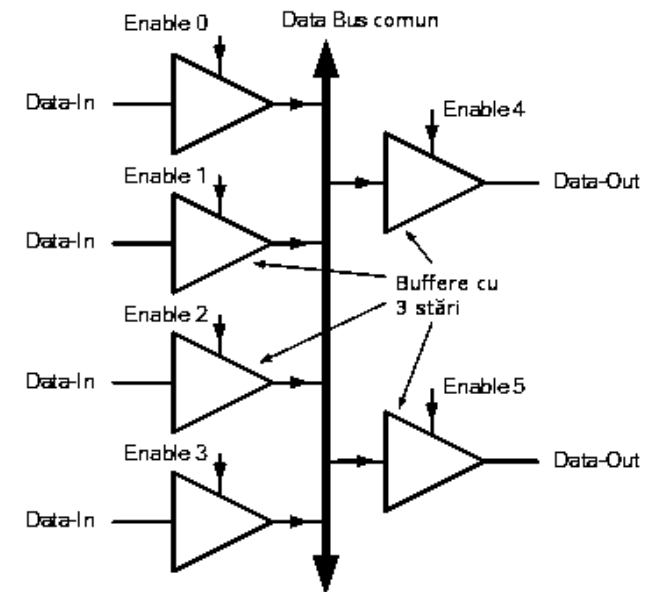 Enable 0
Data Bus comun
Data-In
Enable 4
Enable 1
Data-Out
Data-In
Buffere cu
3 stări
Enable 2
Data-In
Enable 5
Enable 3
Data-Out
Data-In